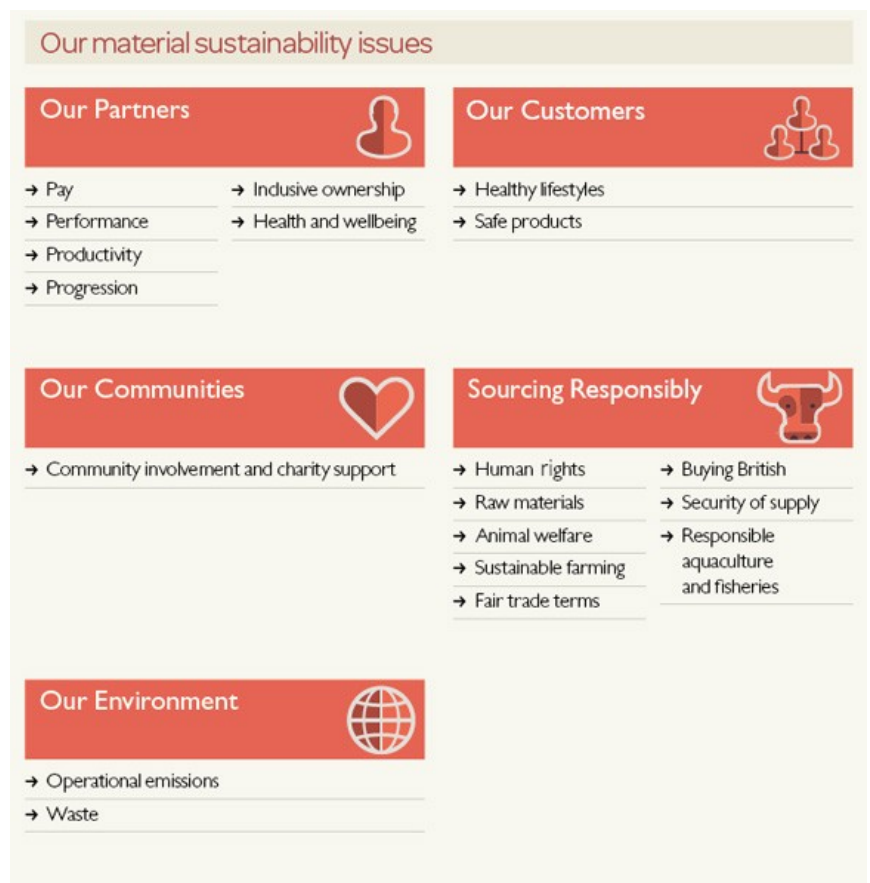 Our material sustainability issues
Our Partners
→ Pay
→ Performance
→ Productivity
→ Progression
→ Inclusive ownership
→ Health and wellbeing
Our Customers
→ Healthy lifestyles
→ Safe products
Our Communities
→ Community involvement and charity support
Sourcing Responsibly
→ Human rights
→ Raw materials
→ Animal welfare
→ Sustainable farming
→ Fair trade terms
→ Buying British
→ Security of supply
→ Responsible
aquaculture
and fisheries
Our Environment
→ Operational emissions
→ Waste